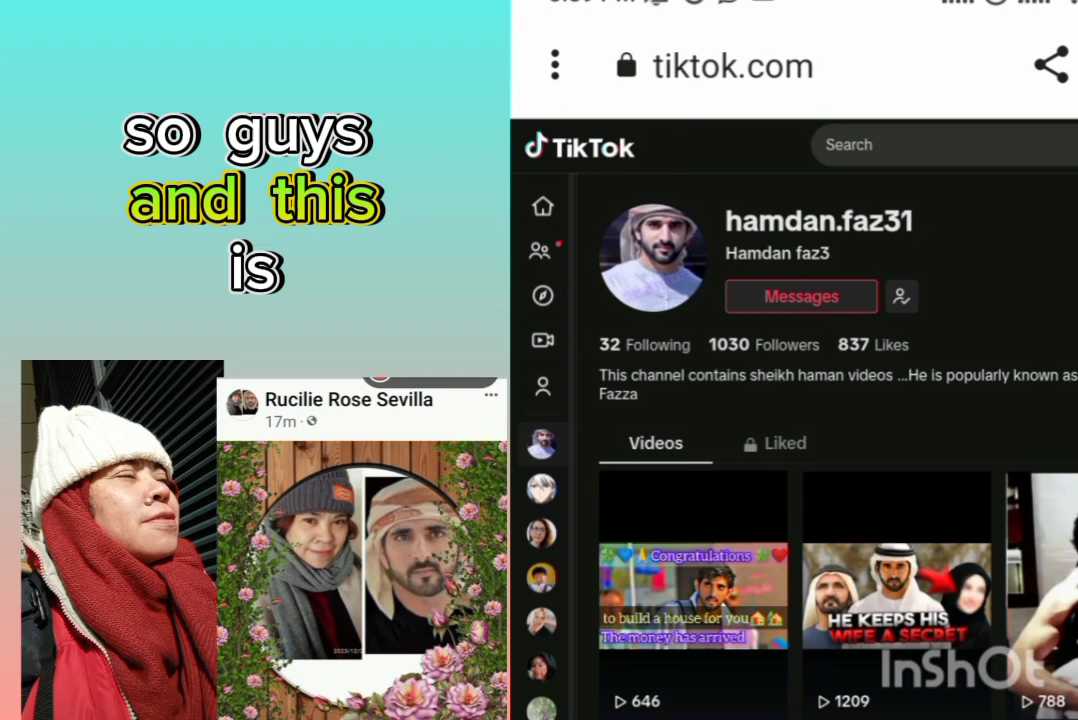 so guys
and this
is
Rucilie Rose Sevilla
17m
2023/12/2
tiktok.com
TikTok
Search
hamdan.faz31
Hamdan faz3
Messages
32 Following 1030 Followers 837 Likes
This channel contains sheikh haman videos ...He is popularly known as
Fazza
Videos
Liked
Congratulations
to build a house for you
The money has arrived
646
HE KEEPS HIS
WIFE A SECRET
1209
788
InShOt